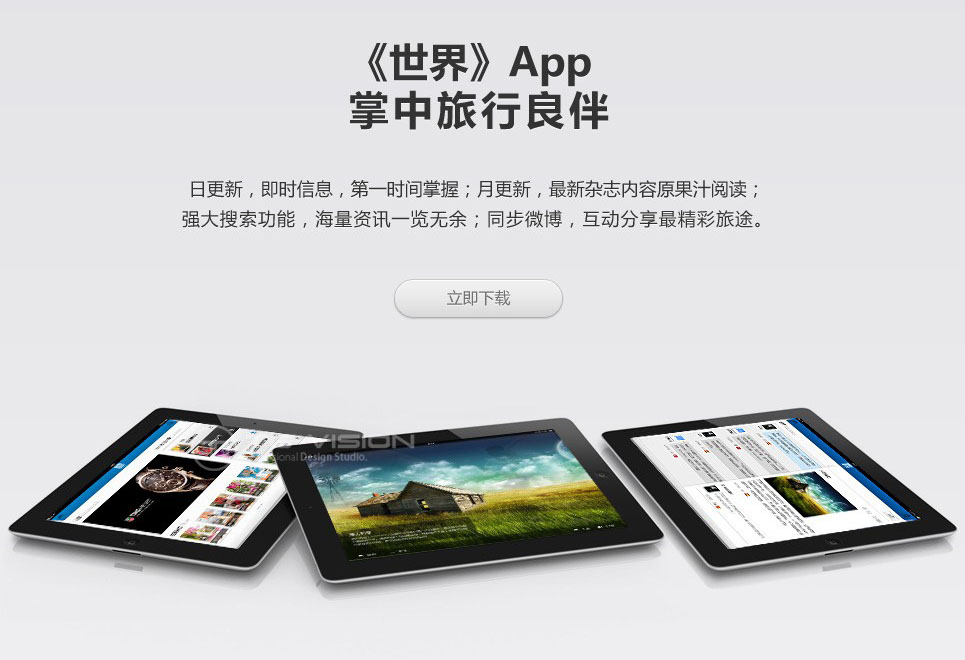 《世界》App
掌中旅行良伴
日更新，即时信息，第一时间掌握；月更新，最新杂志内容原果汁阅读；
强大搜索功能，海量资讯一览无余；同步微博，互动分享最精彩旅途。
立即下载
VISION
ional Design Studio.